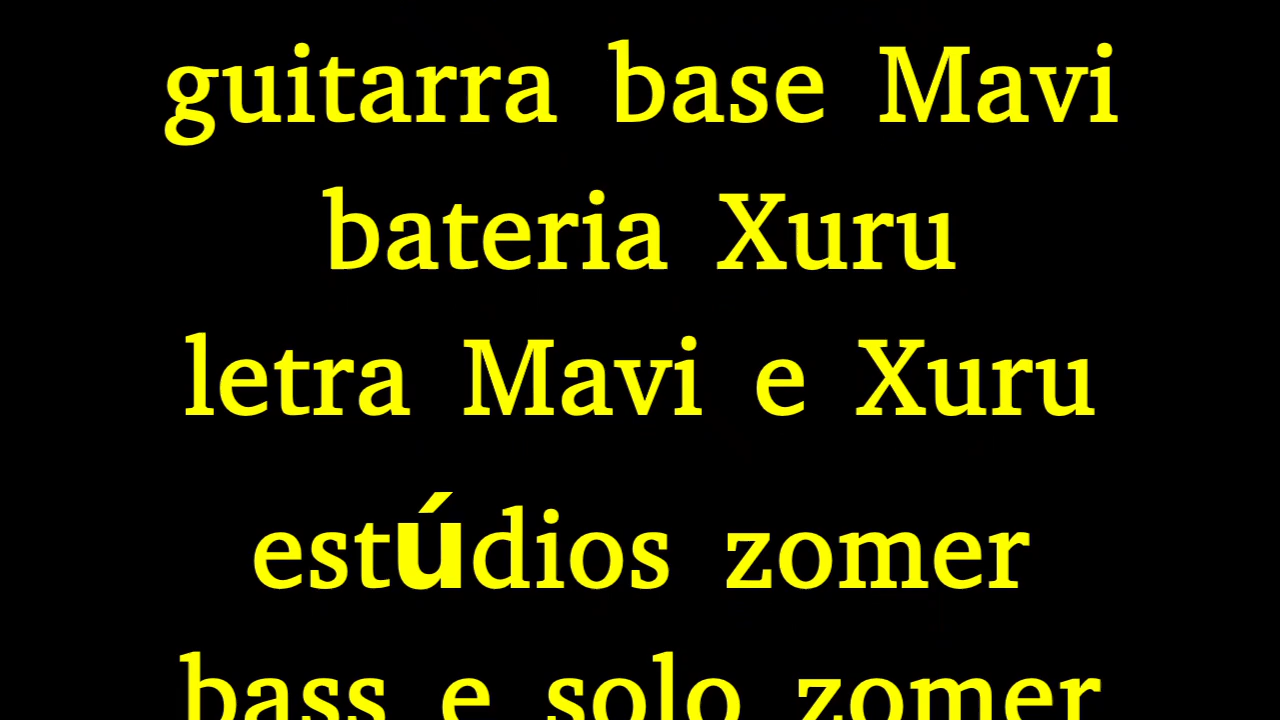 guitarra base Mavi
bateria Xuru
letra Mavi e Xuru
estúdios zomer
bass e solo zomer